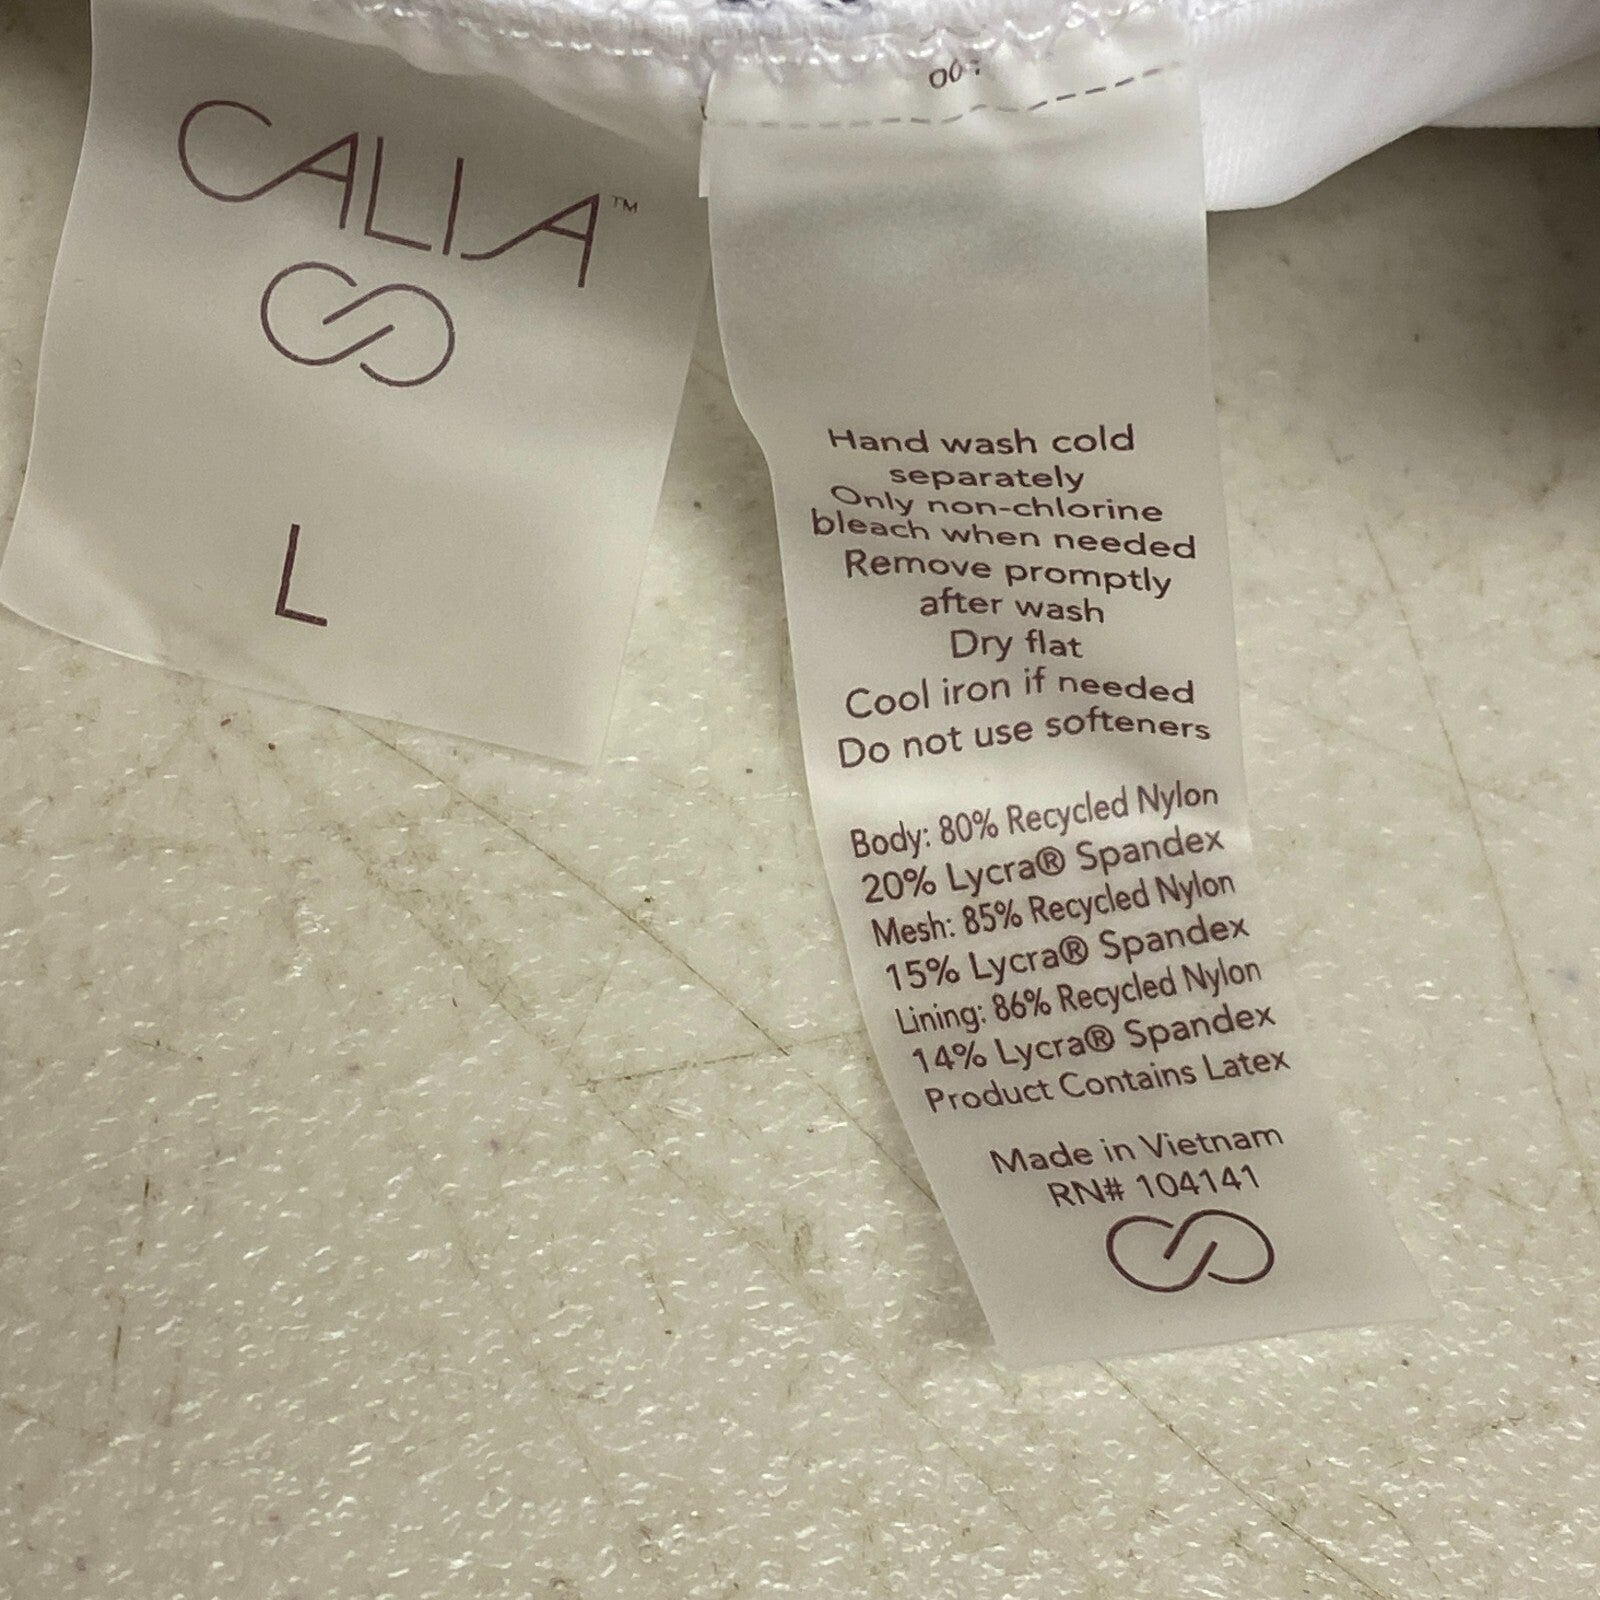 CALIA™
L
Hand wash cold
separately
Only non-chlorine
bleach when needed
Remove promptly
after wash
Dry flat
Cool iron if needed
Do not use softeners
Body: 80% Recycled Nylon
20% Lycra® Spandex
Mesh: 85% Recycled Nylon
15% Lycra® Spandex
Lining: 86% Recycled Nylon
14% Lycra® Spandex
Product Contains Latex
Made in Vietnam
RN# 104141